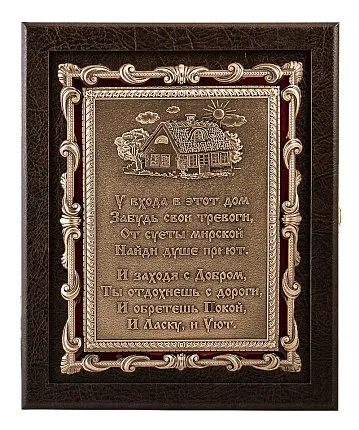 У входа в этот дом
Забудь свои тревоги,
От суеты мирской
Найди душе приют.
И заходя с Добром,
Ты отдохнешь с дороги,
И обретешь Покой,
И Ласку, и Уют.